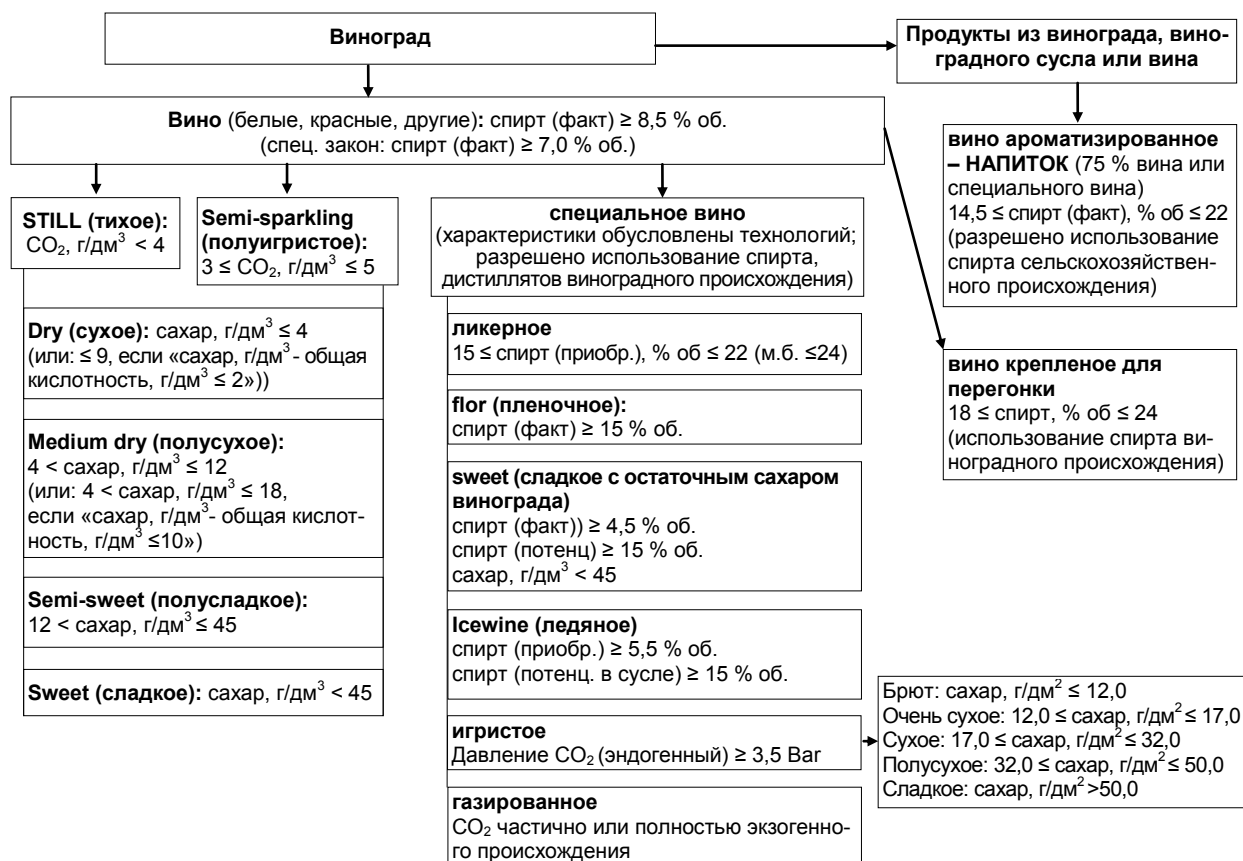 Виноград
Продукты из винограда, вино-
градного сусла или вина
Вино (белые, красные, другие): спирт (факт) ≥ 8,5 % об.
(спец. закон: спирт (факт) ≥ 7,0 % об.)
вино ароматизированное
– НАПИТОК (75 % вина или
специального вина)
14,5 ≤ спирт (факт), % об ≤ 22
(разрешено использование
спирта сельскохозяйствен-
ного происхождения)
STILL (тихое):
CO₂, г/дм³ < 4
Semi-sparkling
(полуигристое):
3 ≤ CO₂, г/дм³ ≤ 5
специальное вино
(характеристики обусловлены технологий;
разрешено использование спирта,
дистиллятов виноградного происхождения)
Dry (сухое): сахар, г/дм³ ≤ 4
(или: ≤ 9, если «сахар, г/дм³ - общая
кислотность, г/дм³ ≤ 2»))
Medium dry (полусухое):
4 < сахар, г/дм³ ≤ 12
(или: 4 < сахар, г/дм³ ≤ 18,
если «сахар, г/дм³- общая кислот-
ность, г/дм³ ≤10»)
Semi-sweet (полусладкое):
12 < сахар, г/дм³ ≤ 45
Sweet (сладкое): сахар, г/дм³ < 45
ликерное
15 ≤ спирт (приобр.), % об ≤ 22 (м.б. ≤24)
flor (пленочное):
спирт (факт) ≥ 15 % об.
sweet (сладкое с остаточным сахаром
винограда)
спирт (факт)) ≥ 4,5 % об.
спирт (потенц) ≥ 15 % об.
сахар, г/дм³ < 45
Icewine (ледяное)
спирт (приобр.) ≥ 5,5 % об.
спирт (потенц. в сусле) ≥ 15 % об.
игристое
Давление CO₂ (эндогенный) ≥ 3,5 Bar
газированное
CO₂ частично или полностью экзогенно-
го происхождения
вино крепленое для
перегонки
18 ≤ спирт, % об ≤ 24
(использование спирта ви-
ноградного происхождения)
Брют: сахар, г/дм² ≤ 12,0
Очень сухое: 12,0 ≤ сахар, г/дм² ≤ 17,0
Сухое: 17,0 ≤ сахар, г/дм² ≤ 32,0
Полусухое: 32,0 ≤ сахар, г/дм² ≤ 50,0
Сладкое: сахар, г/дм² >50,0